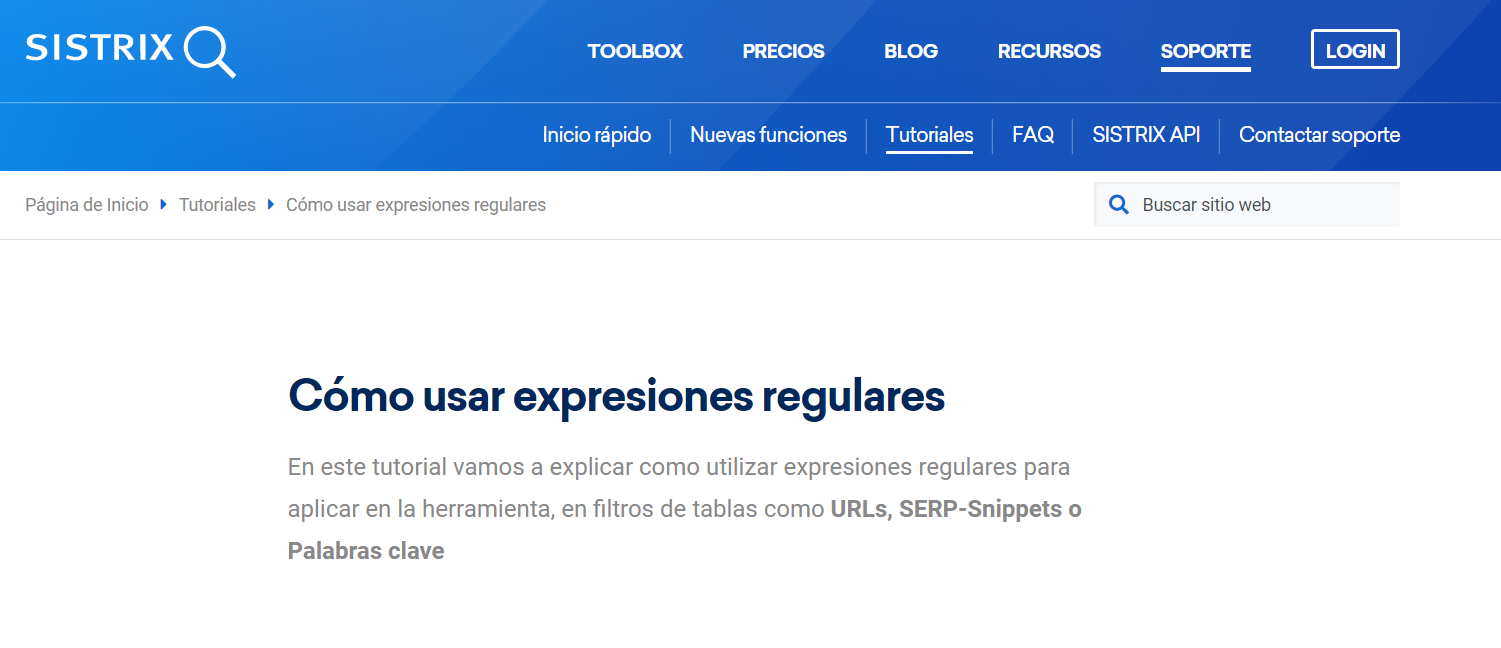 SISTRIX
TOOLBOX PRECIOS BLOG RECURSOS SOPORTE LOGIN
Inicio rápido Nuevas funciones Tutoriales FAQ SISTRIX API Contactar soporte
Página de Inicio Tutoriales Cómo usar expresiones regulares Buscar sitio web
Cómo usar expresiones regulares
En este tutorial vamos a explicar como utilizar expresiones regulares para
aplicar en la herramienta, en filtros de tablas como URLs, SERP-Snippets o
Palabras clave